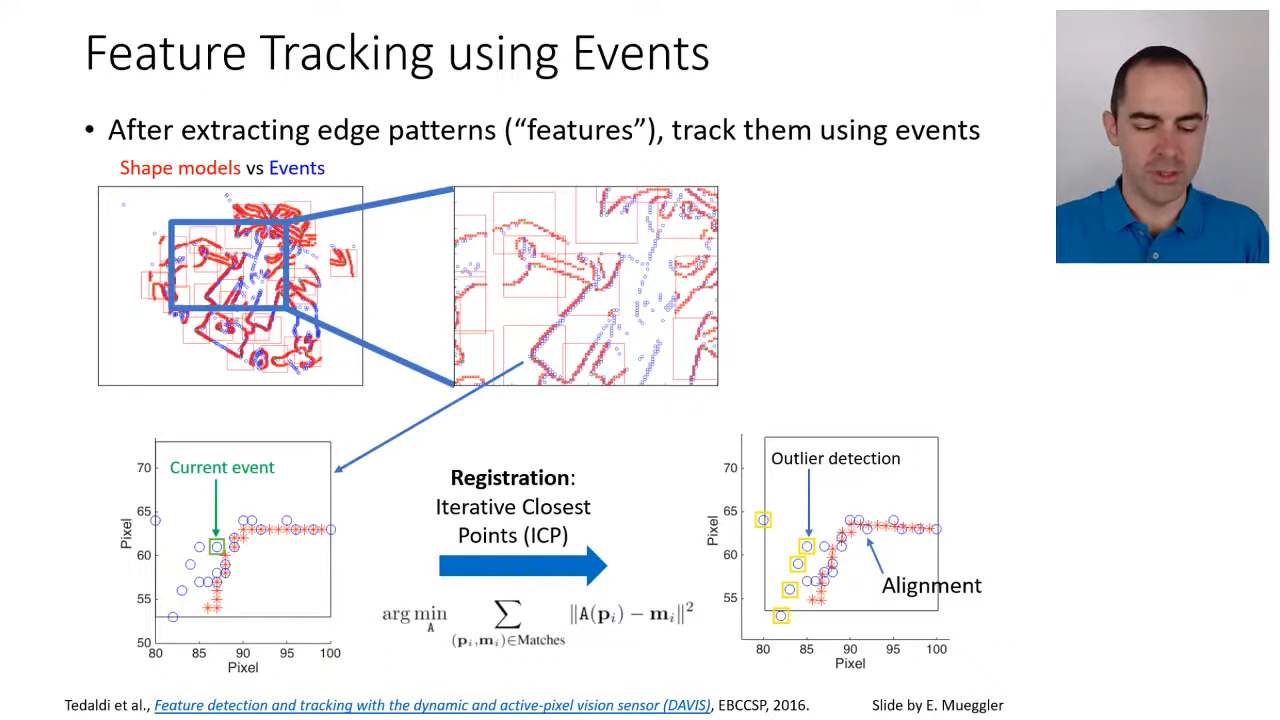 Feature Tracking using Events
• After extracting edge patterns (“features”), track them using events
Shape models vs Events
Current event
70
65
60
55
50
Pixel
80 85 90 95 100
Pixel
Registration:
Iterative Closest
Points (ICP)
arg min
A
∑
(pᵢ,mᵢ)∈Matches
‖A(pᵢ) − mᵢ‖²
Outlier detection
70
65
60
55
Pixel
Alignment
80 85 90 95 100
Pixel
Tedaldi et al., Feature detection and tracking with the dynamic and active-pixel vision sensor (DAVIS), EBCCSP, 2016.
Slide by E. Mueggler